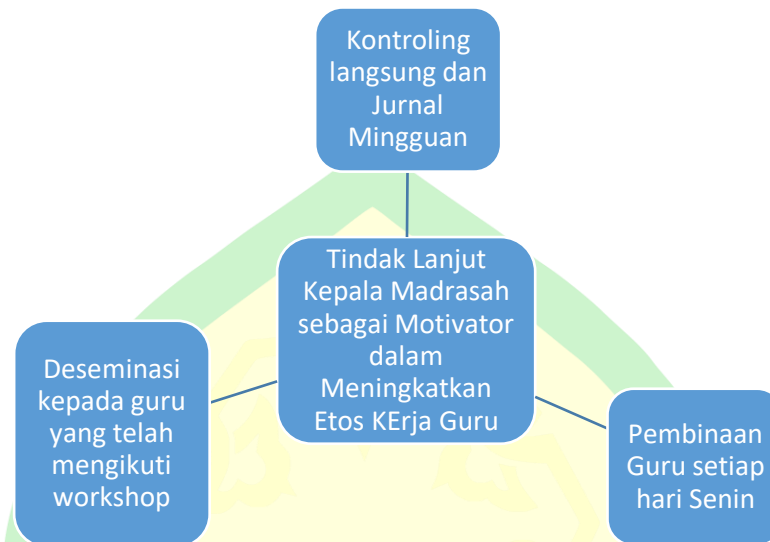 Kontroling
langsung dan
Jurnal
Mingguan
Tindak Lanjut
Kepala Madrasah
sebagai Motivator
dalam
Meningkatkan
Etos KErja Guru
Deseminasi
kepada guru
yang telah
mengikuti
workshop
Pembinaan
Guru setiap
hari Senin